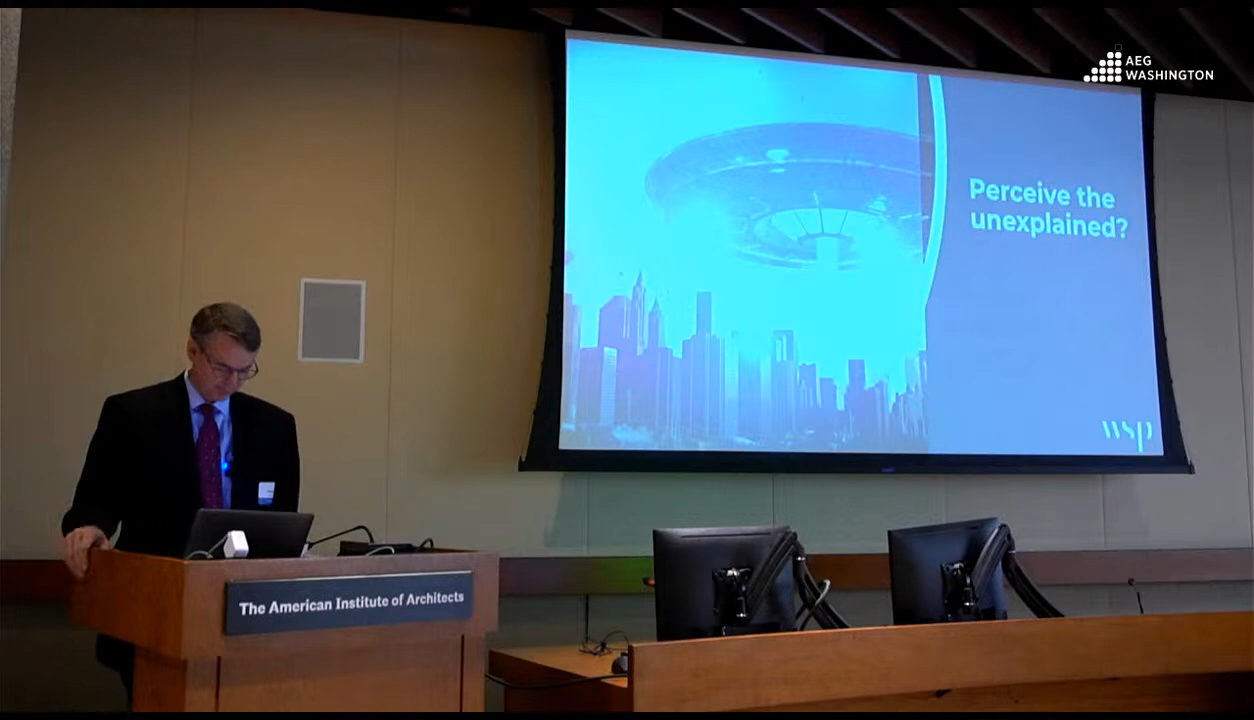 AEG
WASHINGTON
Perceive the
unexplained?
wsp
The American Institute of Architects